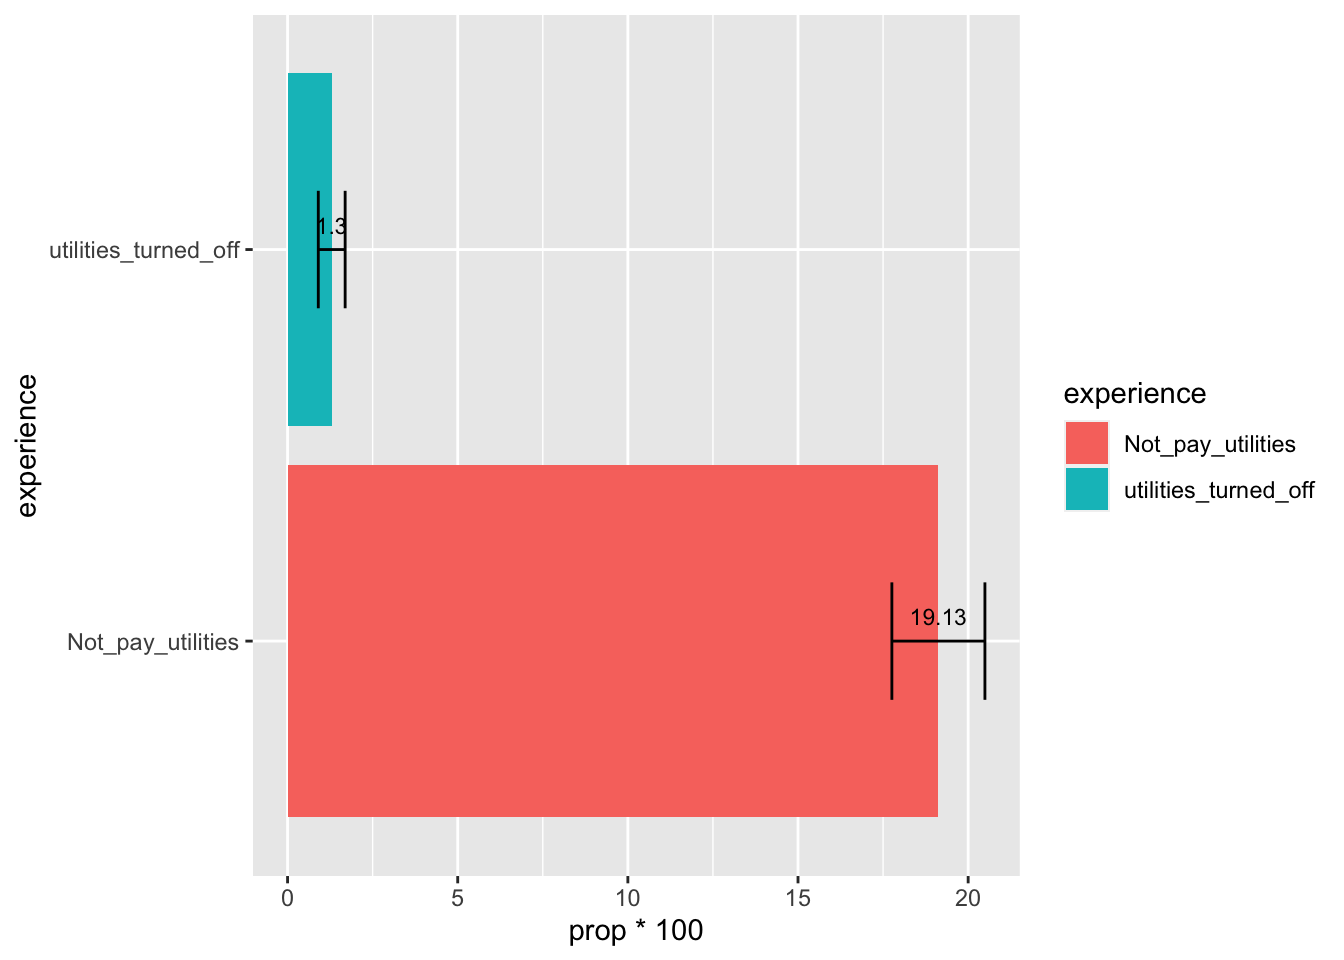 experience
utilities_turned_off
Not_pay_utilities
1.3
19.13
0 5 10 15 20
prop * 100
experience
Not_pay_utilities
utilities_turned_off